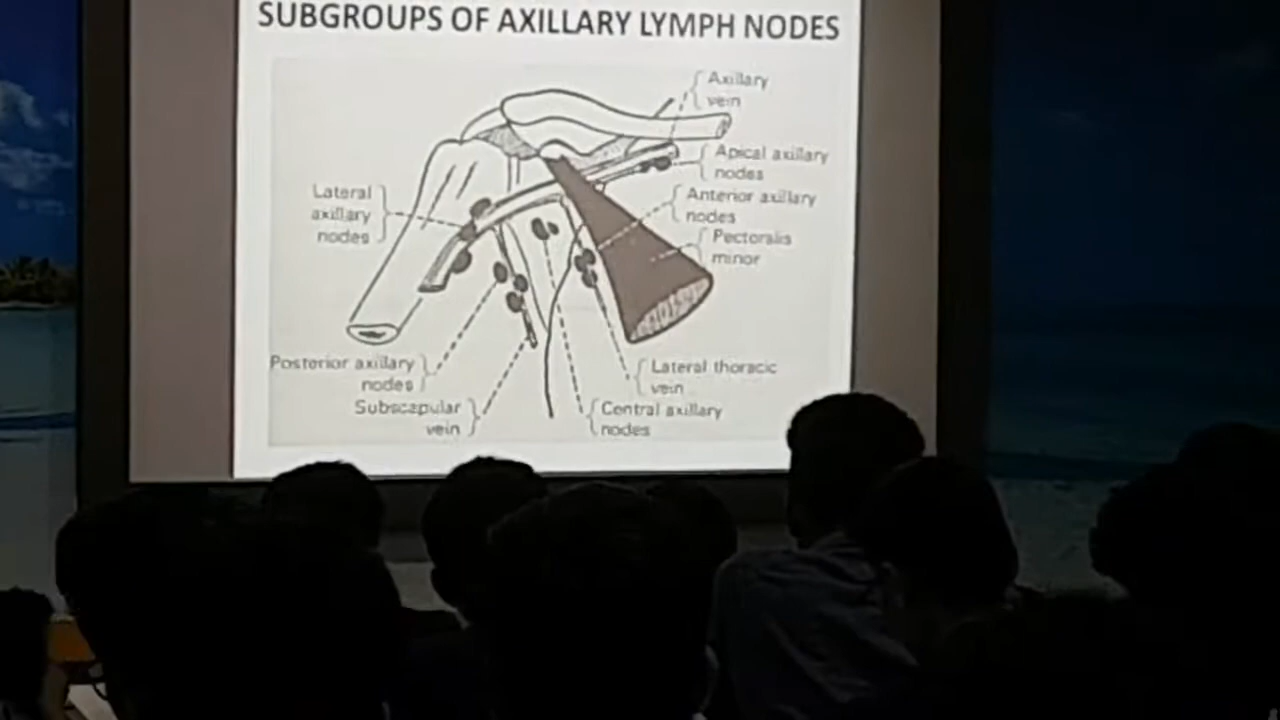 SUBGROUPS OF AXILLARY LYMPH NODES
Axillary
vein
Apical axillary
nodes
Lateral
axillary
nodes
Anterior axillary
nodes
Pectoralis
minor
Posterior axillary
nodes
Lateral thoracic
vein
Subscapular
vein
Central axillary
nodes